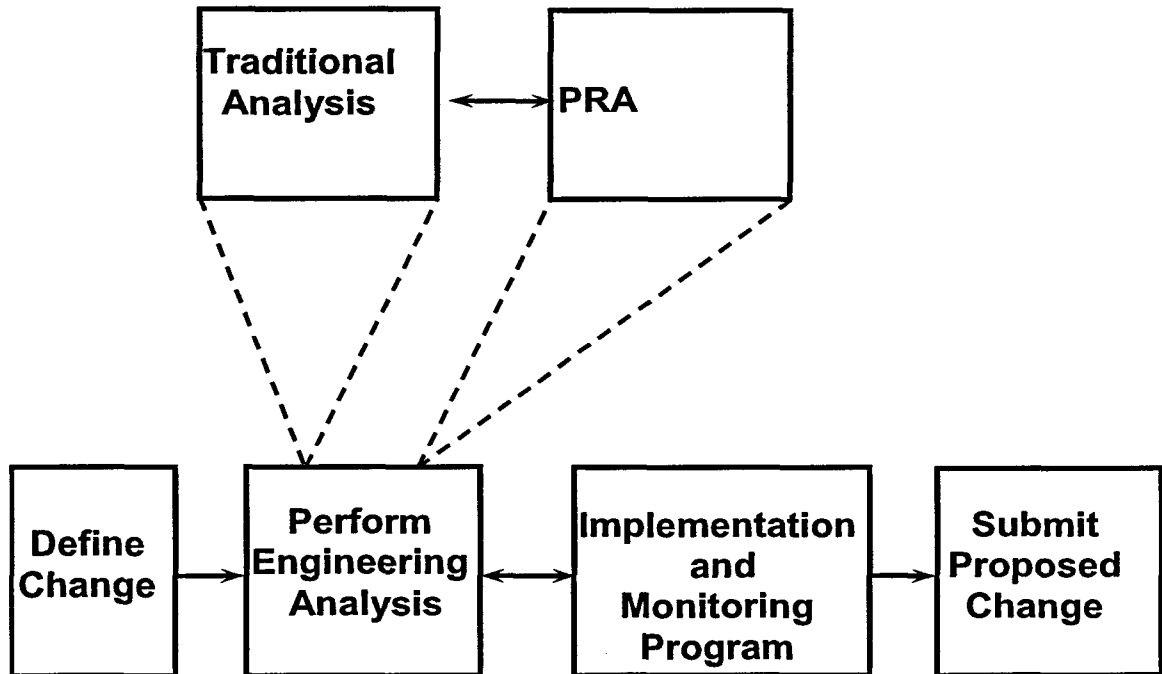 Traditional
Analysis
PRA
Define
Change
Perform
Engineering
Analysis
Implementation
and
Monitoring
Program
Submit
Proposed
Change